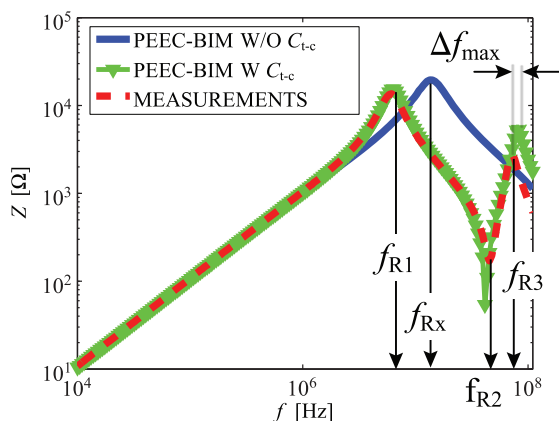 PEEC-BIM W/O C_t-c
PEEC-BIM W C_t-c
MEASUREMENTS
Δf_max
Z [Ω]
10^5
10^4
10^3
10^2
10^1
f_R1
f_Rx
f_R2
f_R3
10^4
10^6
10^8
f [Hz]